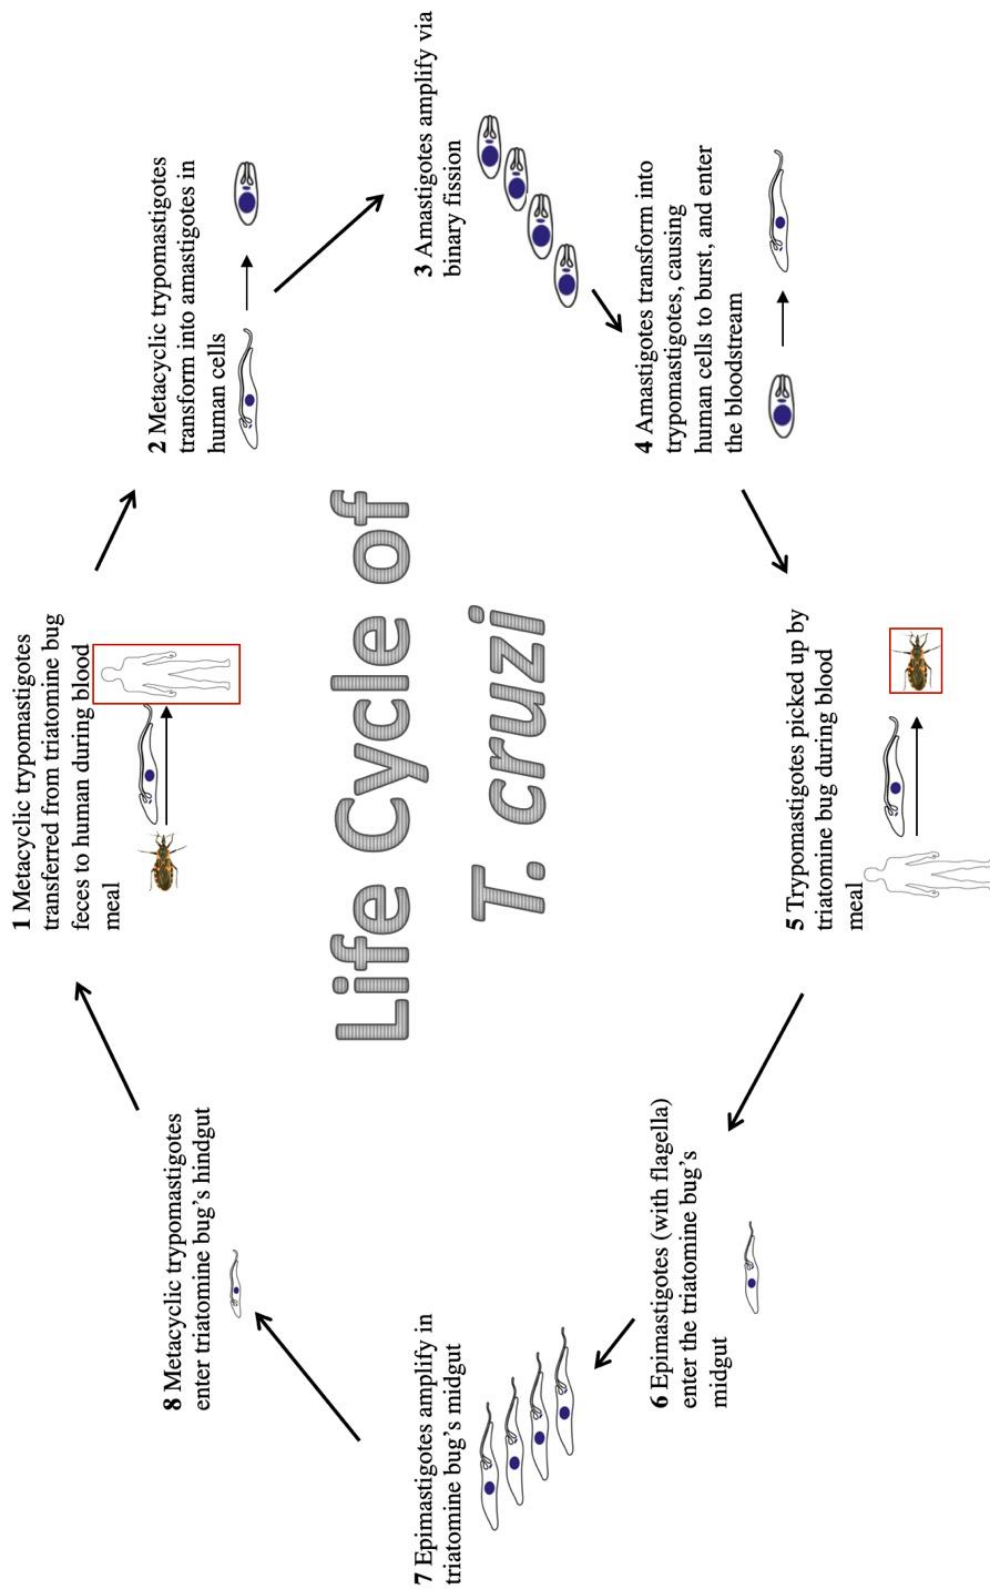 Life Cycle of
T. cruzi
1 Metacyclic trypomastigotes
transferred from triatomine bug
feces to human during blood
meal
2 Metacyclic trypomastigotes
transform into amastigotes in
human cells
3 Amastigotes amplify via
binary fission
4 Amastigotes transform into
trypomastigotes, causing
human cells to burst, and enter
the bloodstream
5 Trypomastigotes picked up by
triatomine bug during blood
meal
6 Epimastigotes (with flagella)
enter the triatomine bug's
midgut
7 Epimastigotes amplify in
triatomine bug's midgut
8 Metacyclic trypomastigotes
enter triatomine bug's hindgut